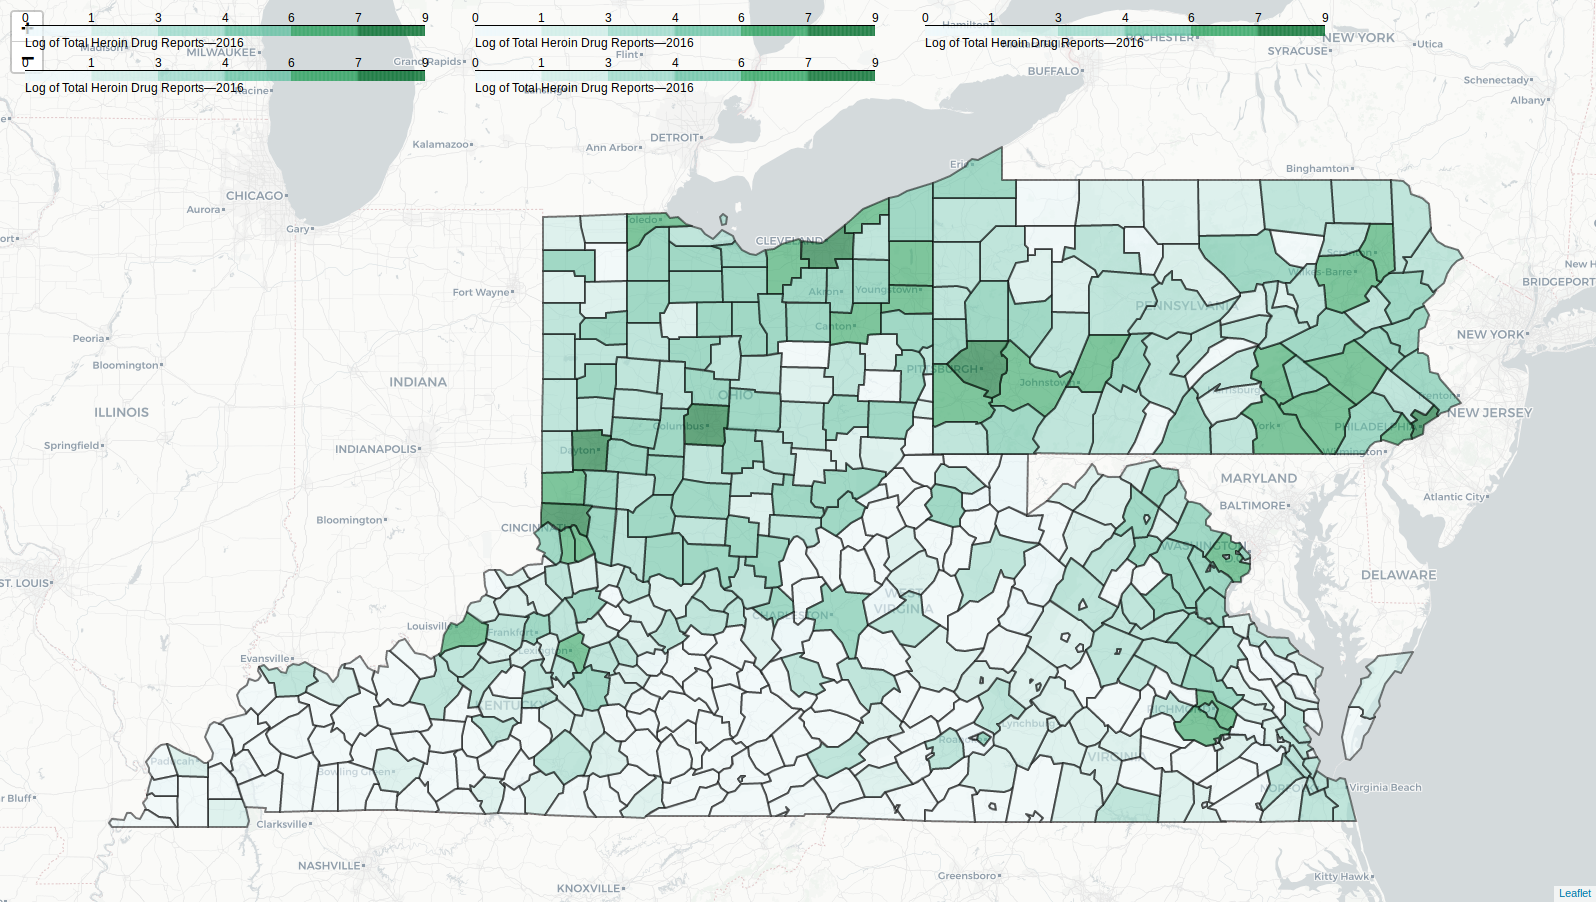 0 1 3 4 6 7 9
Log of Total Heroin Drug Reports—2016
0 1 3 4 6 7 9
Log of Total Heroin Drug Reports—2016
0 1 3 4 6 7 9
Log of Total Heroin Drug Reports—2016
0 1 3 4 6 7 9
Log of Total Heroin Drug Reports—2016
0 1 3 4 6 7 9
Log of Total Heroin Drug Reports—2016
Hamilton
ROCHESTER
NEW YORK
Utica
SYRACUSE
Madison
MILWAUKEE
Grand Rapids
Flint
BUFFALO
Schenectady
Racine
Lansing
Albany
DETROIT
Kalamazoo
Ann Arbor
Erie
Binghamton
CHICAGO
Aurora
Gary
Toledo
CLEVELAND
Scranton
Wilkes-Barre
New H
BRIDGEPORT
Fort Wayne
Akron
Youngstown
PENNSYLVANIA
Canton
NEW YORK
Peoria
Bloomington
PITTSBURGH
Johnstown
INDIANA
OHIO
Harrisburg
Trenton
ILLINOIS
NEW JERSEY
Columbus
York
PHILADELPHIA
Springfield
INDIANAPOLIS
Dayton
Wilmington
MARYLAND
BALTIMORE
Atlantic City
Bloomington
CINCINNATI
WASHINGTON
DELAWARE
ST. LOUIS
WEST
VIRGINIA
CHARLESTON
Louisville
Frankfort
Lexington
Evansville
KENTUCKY
RICHMOND
Lynchburg
Roanoke
VIRGINIA
Paducah
Bowling Green
NORFOLK
Virginia Beach
r Bluff
Clarksville
NASHVILLE
Greensboro
Kitty Hawk
KNOXVILLE
Leaflet